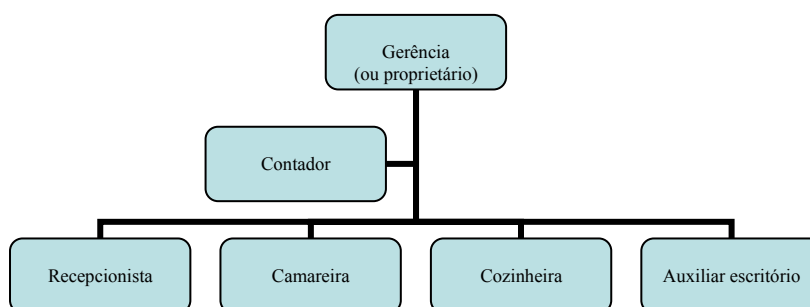 Gerência
(ou proprietário)
Contador
Recepcionista
Camareira
Cozinheira
Auxiliar escritório